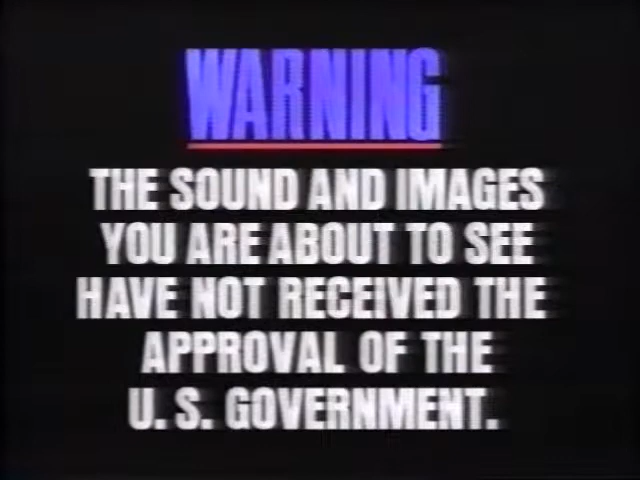 WARNING
THE SOUND AND IMAGES
YOU ARE ABOUT TO SEE
HAVE NOT RECEIVED THE
APPROVAL OF THE
U. S. GOVERNMENT.